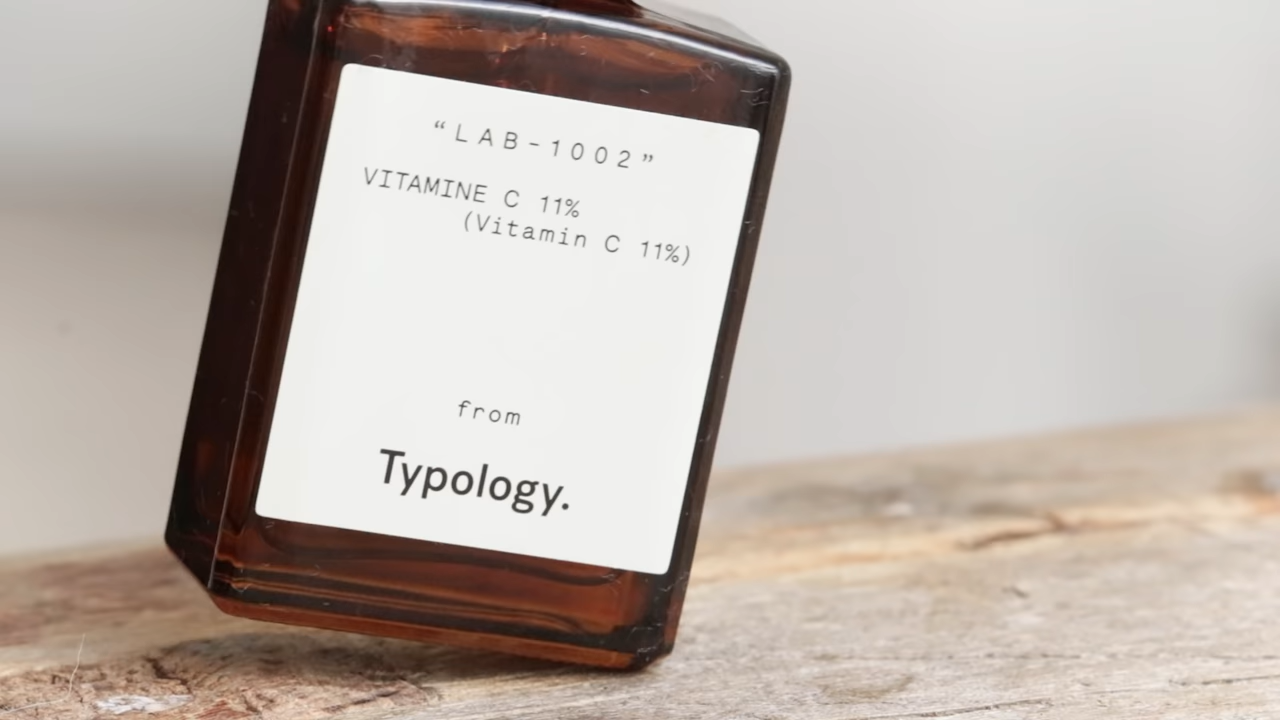 “LAB-1002”
VITAMINE C 11%
(Vitamin C 11%)
from
Typology.